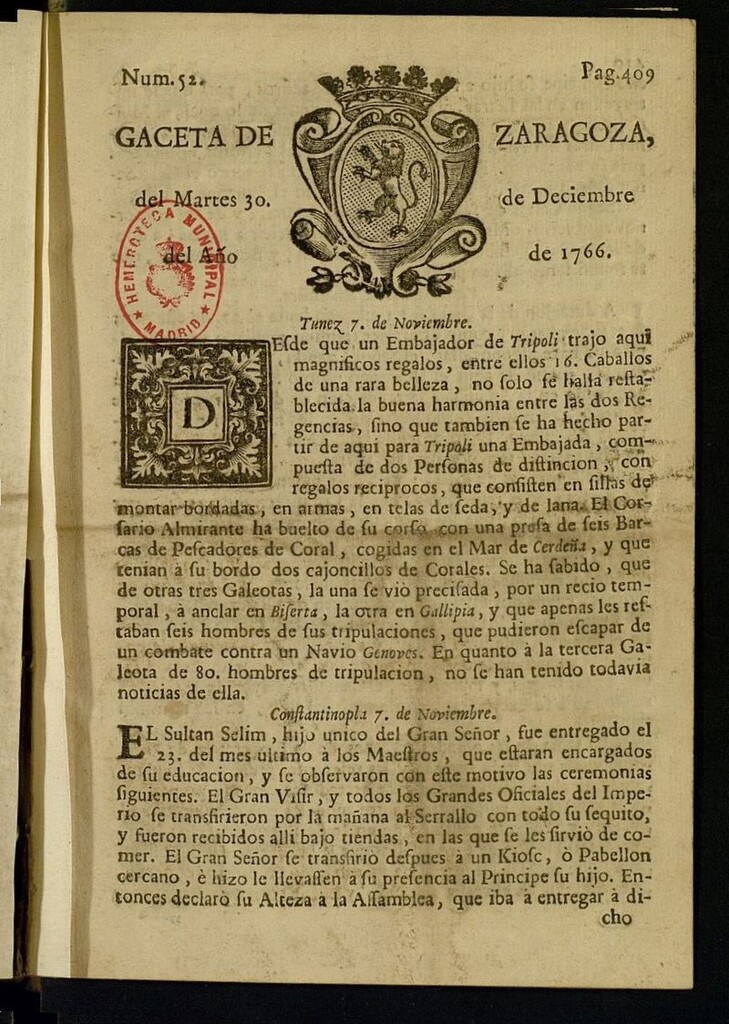 Num.52.
Pag.409
GACETA DE ZARAGOZA,
del Martes 30. de Deciembre
del Año de 1766.
HEMEROTECA MUNICIPAL
★ MADRID ★
Tunez 7. de Noviembre.
DEſde que un Embajador de Tripoli trajo aqui
magnificos regalos, entre ellos 16. Caballos
de una rara belleza, no ſolo ſe halla reſta-
blecida la buena harmonia entre las dos Re-
gencias, ſino que tambien ſe ha hecho par-
tir de aqui para Tripoli una Embajada, com-
pueſta de dos Perſonas de diſtincion, con
regalos reciprocos, que conſiſten en ſillas de
montar bordadas, en armas, en telas de ſeda, y de lana. El Cor-
ſario Almirante ha buelto de ſu corſo con una preſa de ſeis Bar-
cas de Peſcadores de Coral, cogidas en el Mar de Cerdeña, y que
tenian à ſu bordo dos cajoncillos de Corales. Se ha ſabido, que
de otras tres Galeotas, la una ſe viò preciſada, por un recio tem-
poral, à anclar en Biſerta, la otra en Gallipia, y que apenas les reſ-
taban ſeis hombres de ſus tripulaciones, que pudieron eſcapar de
un combate contra un Navio Genoves. En quanto à la tercera Ga-
leota de 80. hombres de tripulacion, no ſe han tenido todavia
noticias de ella.
Conſtantinopla 7. de Noviembre.
EL Sultan Selim, hijo unico del Gran Señor, fue entregado el
23. del mes ultimo à los Maeſtros, que eſtaran encargados
de ſu educacion, y ſe obſervaron con eſte motivo las ceremonias
ſiguientes. El Gran Viſir, y todos los Grandes Oficiales del Impe-
rio ſe transfirieron por la mañana al Serrallo con todo ſu ſequito,
y fueron recibidos alli bajo tiendas, en las que ſe les ſirviò de co-
mer. El Gran Señor ſe transfirió deſpues à un Kioſc, ò Pabellon
cercano, è hizo le llevaſſen à ſu preſencia al Principe ſu hijo. En-
tonces declarò ſu Alteza à la Aſſamblea, que iba à entregar à di-
cho